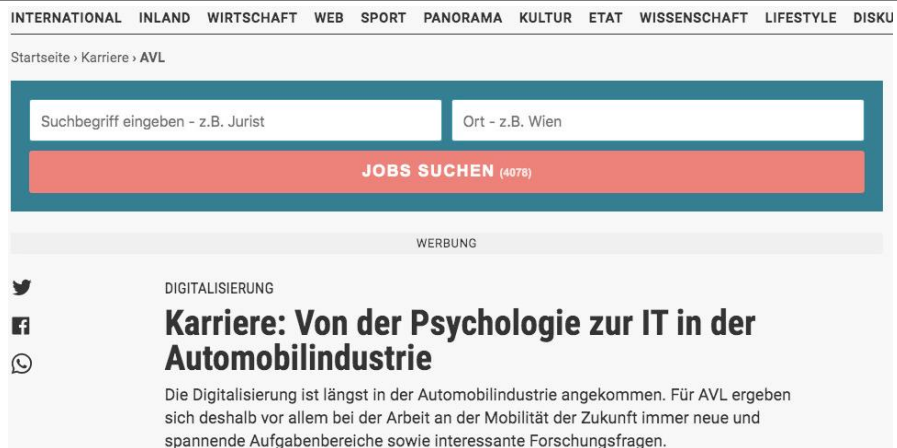 INTERNATIONAL INLAND WIRTSCHAFT WEB SPORT PANORAMA KULTUR ETAT WISSENSCHAFT LIFESTYLE DISKU
Startseite › Karriere › AVL
Suchbegriff eingeben - z.B. Jurist
Ort - z.B. Wien
JOBS SUCHEN (4078)
WERBUNG
DIGITALISIERUNG
Karriere: Von der Psychologie zur IT in der
Automobilindustrie
Die Digitalisierung ist längst in der Automobilindustrie angekommen. Für AVL ergeben
sich deshalb vor allem bei der Arbeit an der Mobilität der Zukunft immer neue und
spannende Aufgabenbereiche sowie interessante Forschungsfragen.